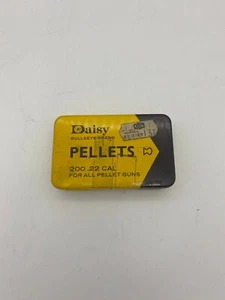 Daisy
BULLSEYE BRAND
PELLETS
200 .22 CAL
FOR ALL PELLET GUNS